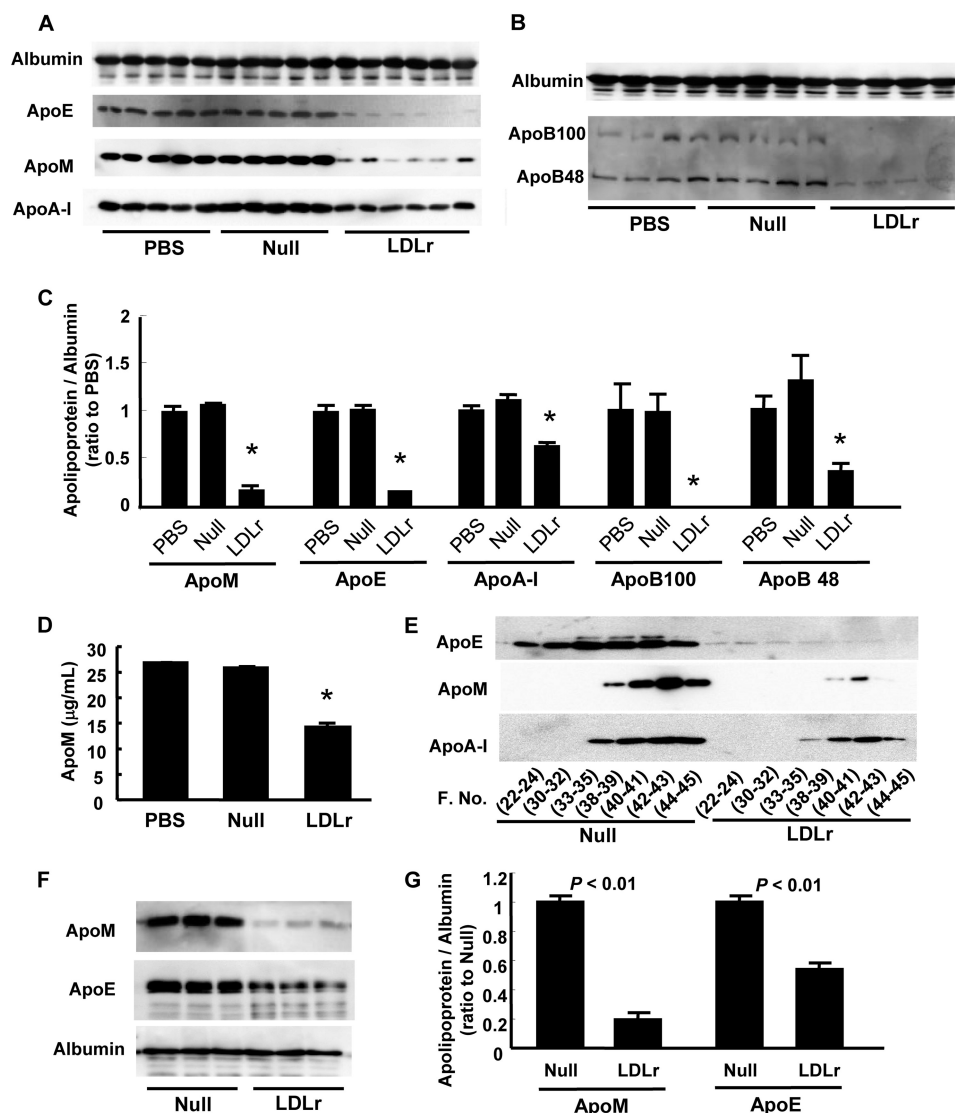 A
Albumin
ApoE
ApoM
ApoA-I
PBS Null LDLr
B
Albumin
ApoB100
ApoB48
PBS Null LDLr
C
Apolipoprotein / Albumin
(ratio to PBS)
2
1.5
1
0.5
0
PBS Null LDLr PBS Null LDLr PBS Null LDLr PBS Null LDLr PBS Null LDLr
* * * * *
ApoM ApoE ApoA-I ApoB100 ApoB 48
D
ApoM (µg/mL)
30
25
20
15
10
5
0
*
PBS Null LDLr
E
ApoE
ApoM
ApoA-I
F. No. (22-24) (30-32) (33-35) (38-39) (40-41) (42-43) (44-45) (22-24) (30-32) (33-35) (38-39) (40-41) (42-43) (44-45)
Null LDLr
F
ApoM
ApoE
Albumin
Null LDLr
G
Apolipoprotein / Albumin
(ratio to Null)
1.2
1
0.8
0.6
0.4
0.2
P < 0.01 P < 0.01
Null LDLr Null LDLr
ApoM ApoE